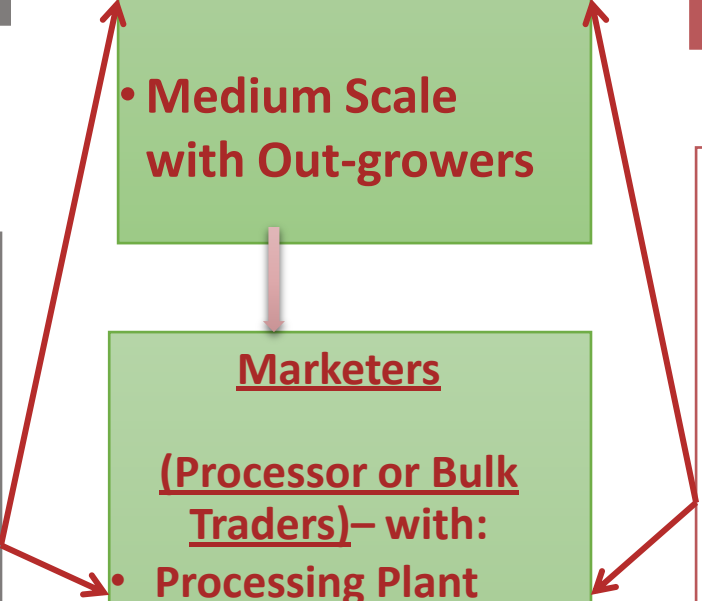 • Medium Scale
with Out-growers
Marketers
(Processor or Bulk
Traders)– with:
• Processing Plant